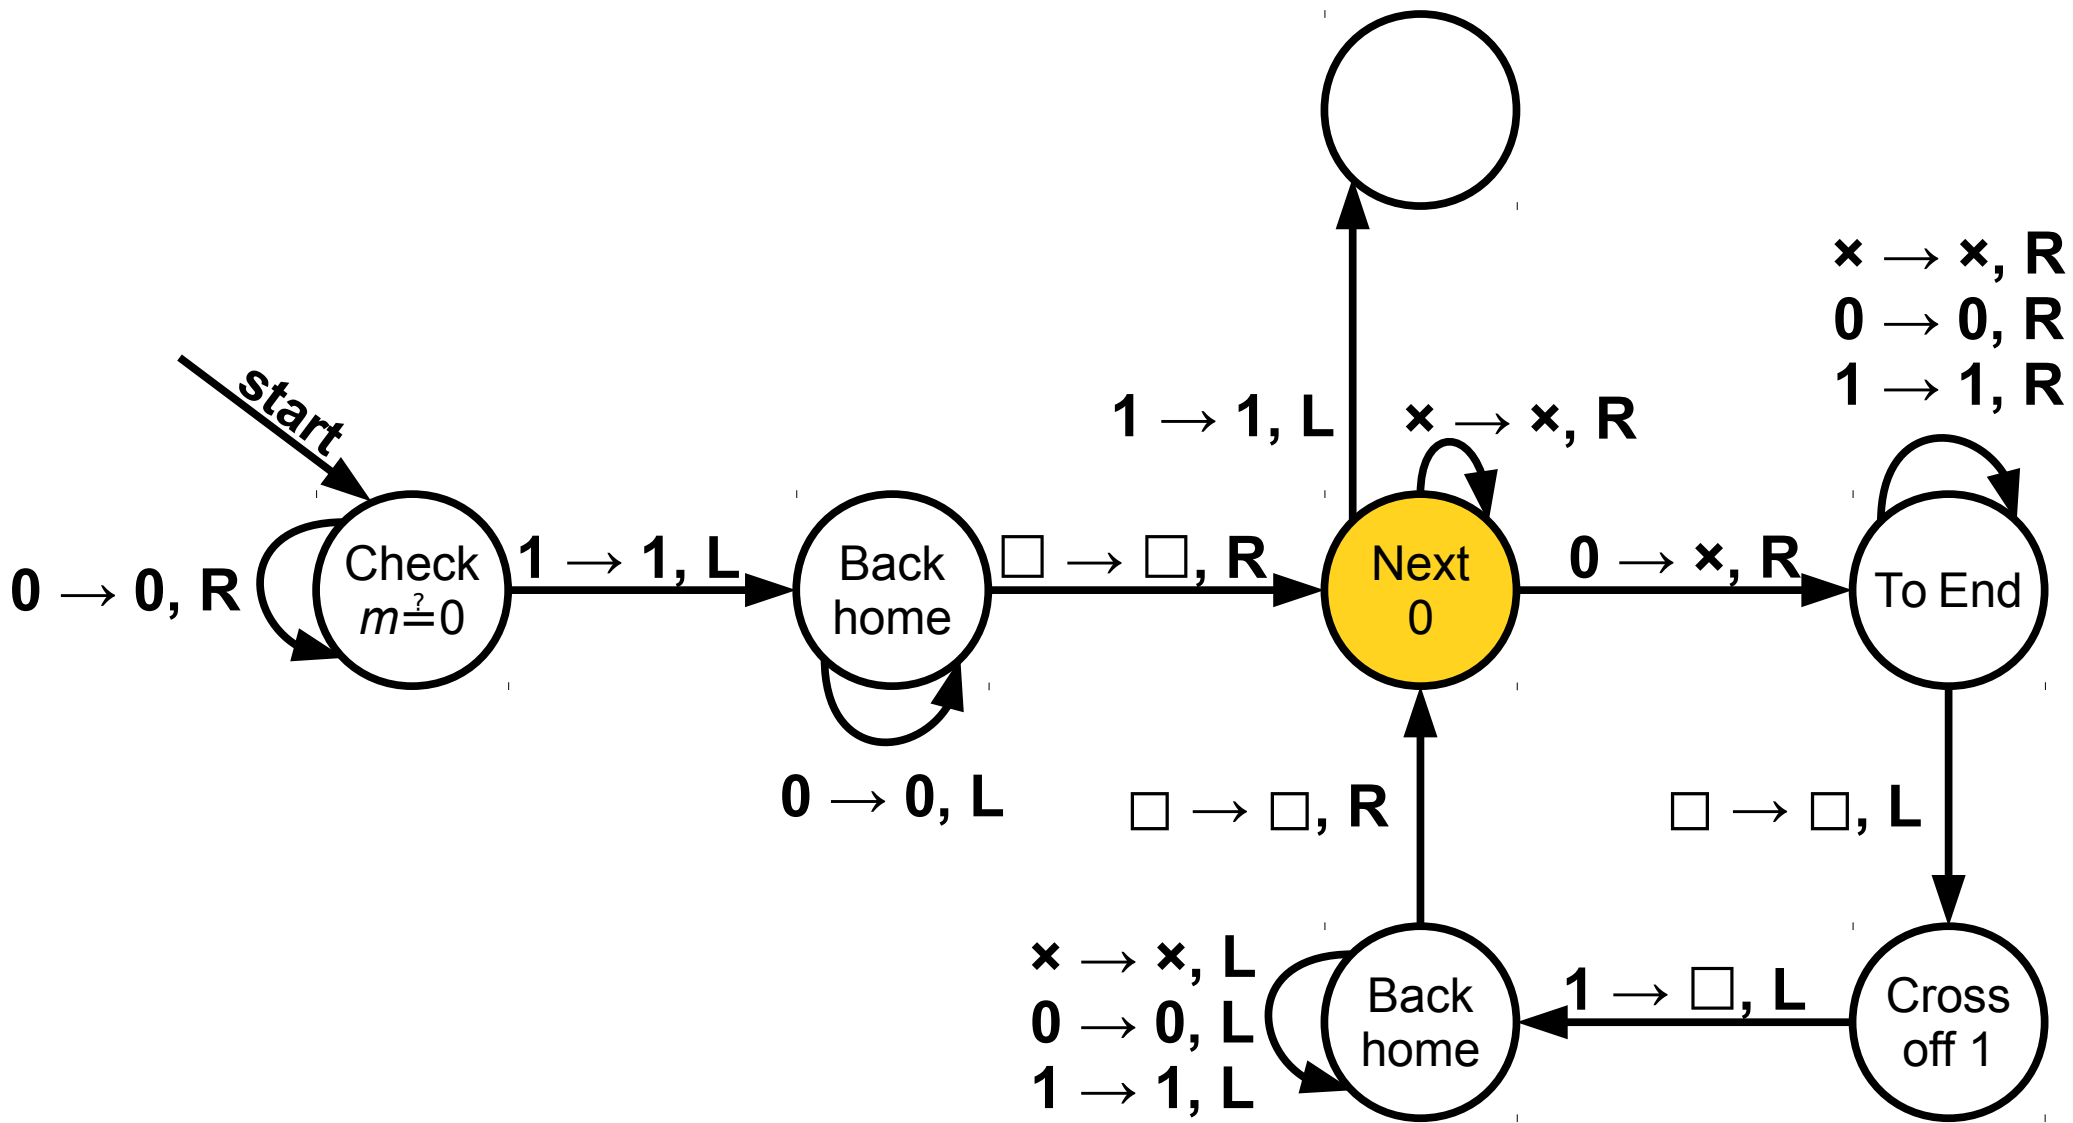 × → ×, R
0 → 0, R
1 → 1, R
start
1 → 1, L
× → ×, R
0 → 0, R
Check
m≟0
1 → 1, L
Back
home
□ → □, R
Next
0
0 → ×, R
To End
0 → 0, L
□ → □, R
□ → □, L
× → ×, L
0 → 0, L
1 → 1, L
Back
home
1 → □, L
Cross
off 1